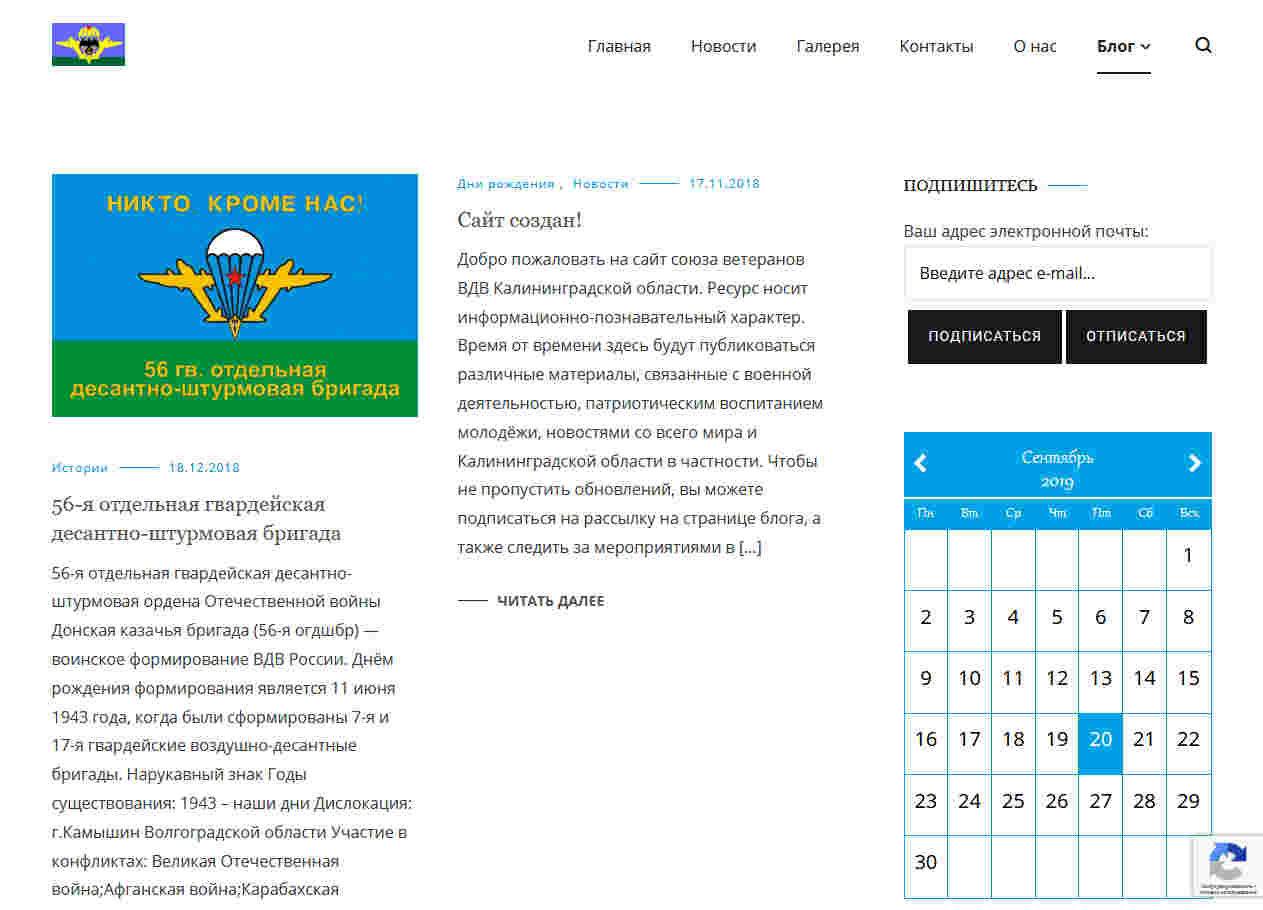 Главная Новости Галерея Контакты О нас Блог
НИКТО КРОМЕ НАС!
56 гв. отдельная
десантно-штурмовая бригада
Истории 18.12.2018
56-я отдельная гвардейская
десантно-штурмовая бригада
56-я отдельная гвардейская десантно-
штурмовая ордена Отечественной войны
Донская казачья бригада (56-я огдшбр) —
воинское формирование ВДВ России. Днём
рождения формирования является 11 июня
1943 года, когда были сформированы 7-я и
17-я гвардейские воздушно-десантные
бригады. Нарукавный знак Годы
существования: 1943 – наши дни Дислокация:
г.Камышин Волгоградской области Участие в
конфликтах: Великая Отечественная
война;Афганская война;Карабахская
Дни рождения , Новости 17.11.2018
Сайт создан!
Добро пожаловать на сайт союза ветеранов
ВДВ Калининградской области. Ресурс носит
информационно-познавательный характер.
Время от времени здесь будут публиковаться
различные материалы, связанные с военной
деятельностью, патриотическим воспитанием
молодёжи, новостями со всего мира и
Калининградской области в частности. Чтобы
не пропустить обновлений, вы можете
подписаться на рассылку на странице блога, а
также следить за мероприятиями в [...]
ЧИТАТЬ ДАЛЕЕ
ПОДПИШИТЕСЬ
Ваш адрес электронной почты:
Введите адрес e-mail...
ПОДПИСАТЬСЯ ОТПИСАТЬСЯ
Сентябрь
2019
Пн Вт Ср Чт Пт Сб Вск
1
2 3 4 5 6 7 8
9 10 11 12 13 14 15
16 17 18 19 20 21 22
23 24 25 26 27 28 29
30